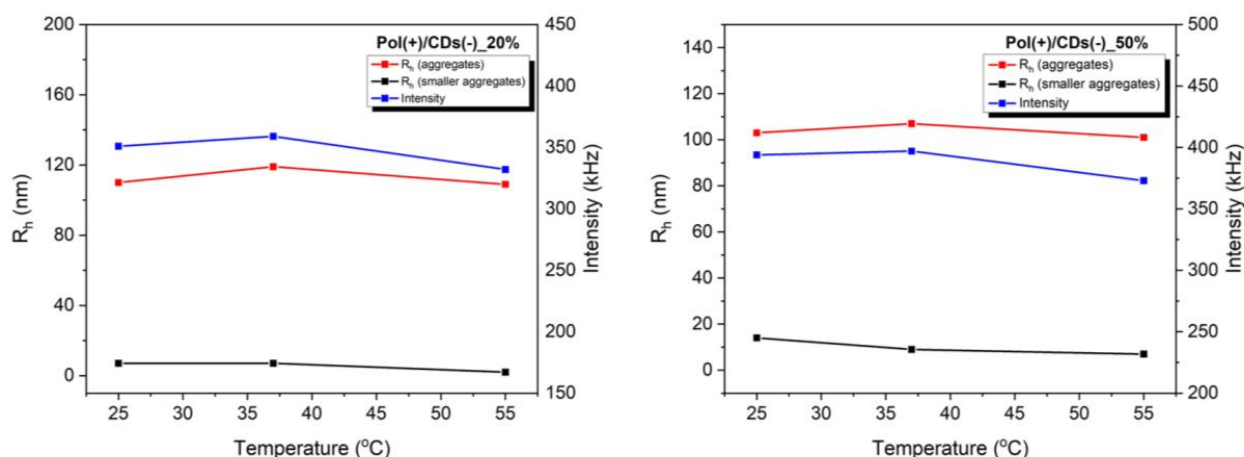 Pol(+)/CDs(-)_20%
Rh (aggregates)
Rh (smaller aggregates)
Intensity
200
160
120
80
40
0
Rh (nm)
450
400
350
300
250
200
150
Intensity (kHz)
25 30 35 40 45 50 55
Temperature (oC)
Pol(+)/CDs(-)_50%
Rh (aggregates)
Rh (smaller aggregates)
Intensity
140
120
100
80
60
40
20
0
Rh (nm)
500
450
400
350
300
250
200
Intensity (kHz)
25 30 35 40 45 50 55
Temperature (oC)